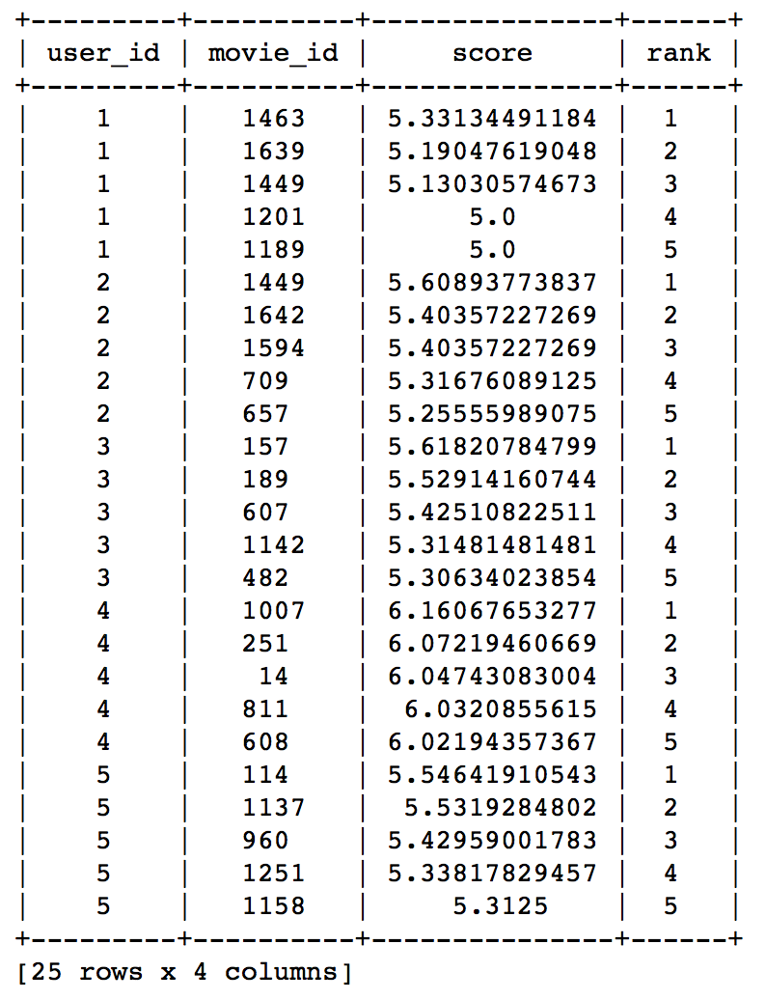 +---------+----------+---------------+------+
| user_id | movie_id |     score     | rank |
+---------+----------+---------------+------+
|    1    |   1463   | 5.33134491184 |  1   |
|    1    |   1639   | 5.19047619048 |  2   |
|    1    |   1449   | 5.13030574673 |  3   |
|    1    |   1201   |      5.0      |  4   |
|    1    |   1189   |      5.0      |  5   |
|    2    |   1449   | 5.60893773837 |  1   |
|    2    |   1642   | 5.40357227269 |  2   |
|    2    |   1594   | 5.40357227269 |  3   |
|    2    |   709    | 5.31676089125 |  4   |
|    2    |   657    | 5.25555989075 |  5   |
|    3    |   157    | 5.61820784799 |  1   |
|    3    |   189    | 5.52914160744 |  2   |
|    3    |   607    | 5.42510822511 |  3   |
|    3    |   1142   | 5.31481481481 |  4   |
|    3    |   482    | 5.30634023854 |  5   |
|    4    |   1007   | 6.16067653277 |  1   |
|    4    |   251    | 6.07219460669 |  2   |
|    4    |    14    | 6.04743083004 |  3   |
|    4    |   811    |  6.0320855615 |  4   |
|    4    |   608    | 6.02194357367 |  5   |
|    5    |   114    | 5.54641910543 |  1   |
|    5    |   1137   |  5.5319284802 |  2   |
|    5    |   960    | 5.42959001783 |  3   |
|    5    |   1251   | 5.33817829457 |  4   |
|    5    |   1158   |     5.3125    |  5   |
+---------+----------+---------------+------+
[25 rows x 4 columns]